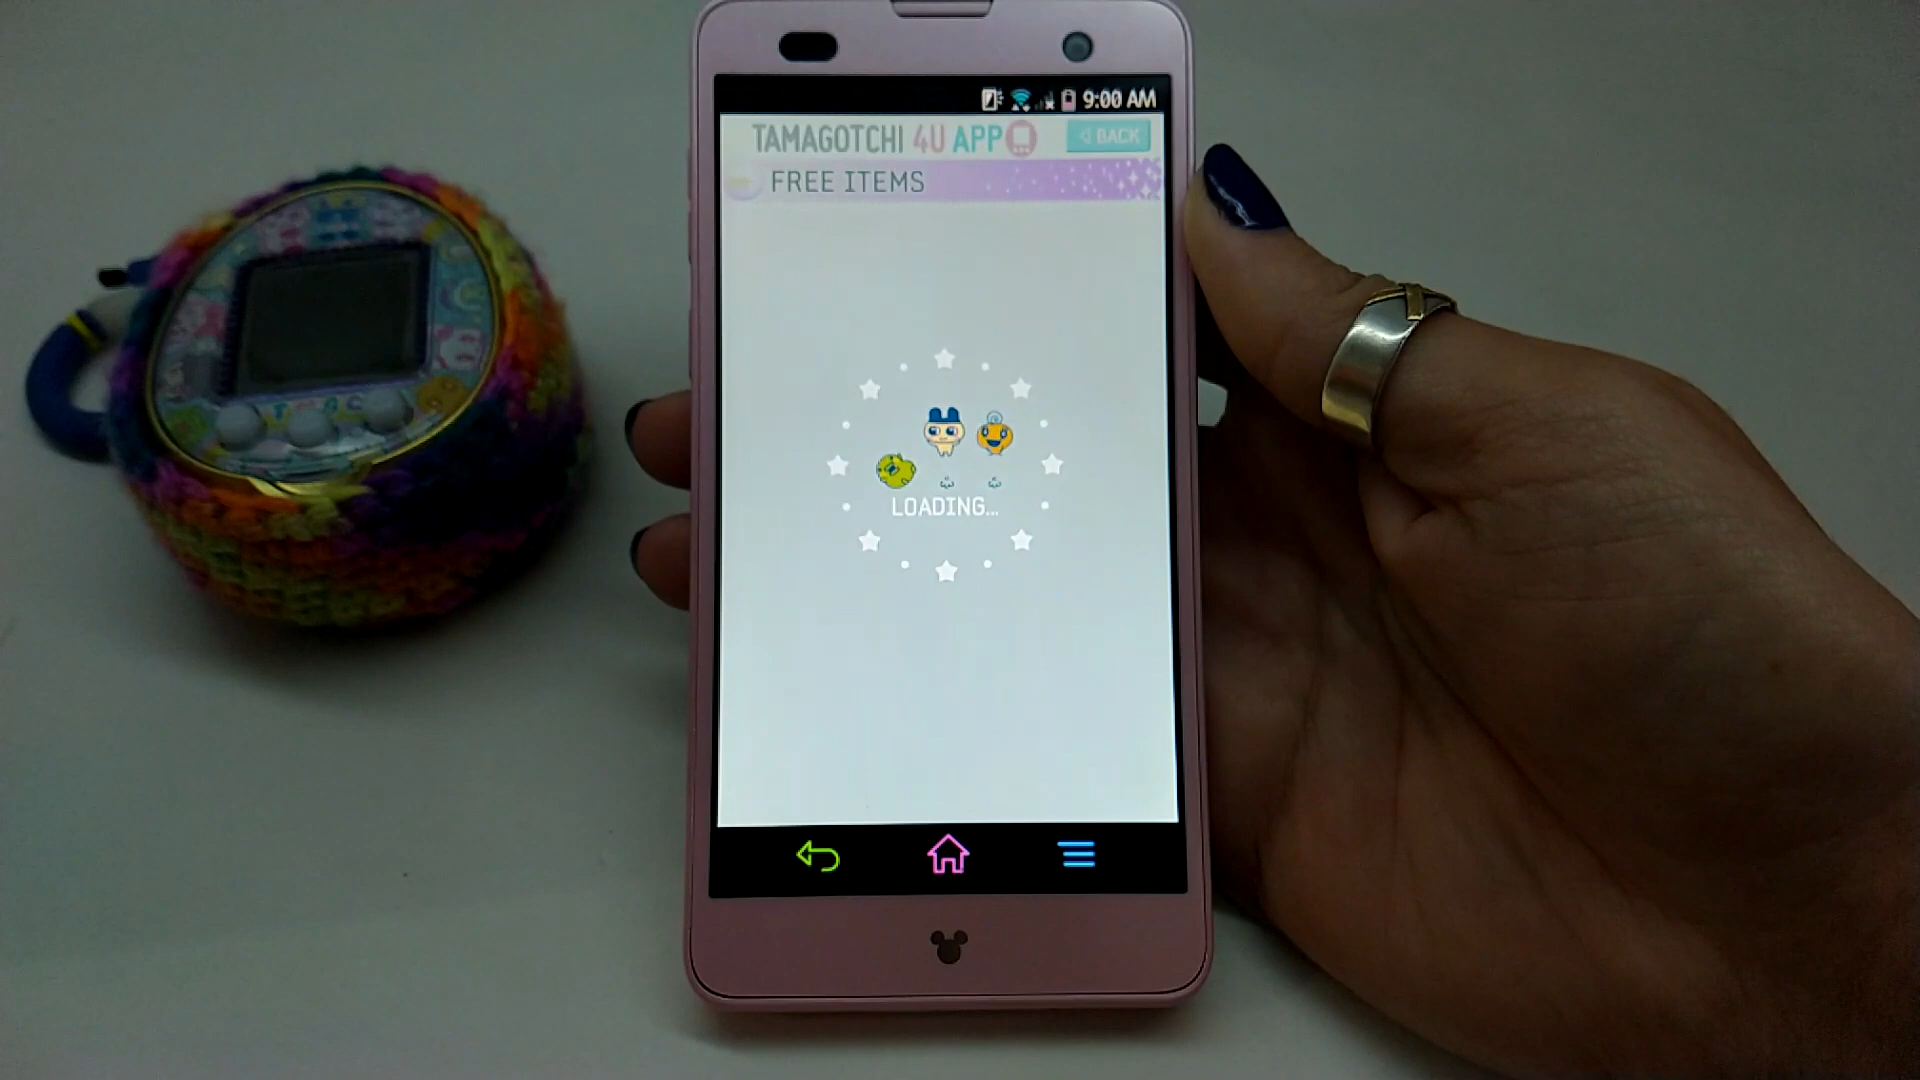 9:00 AM
TAMAGOTCHI 4U APP
BACK
FREE ITEMS
LOADING...